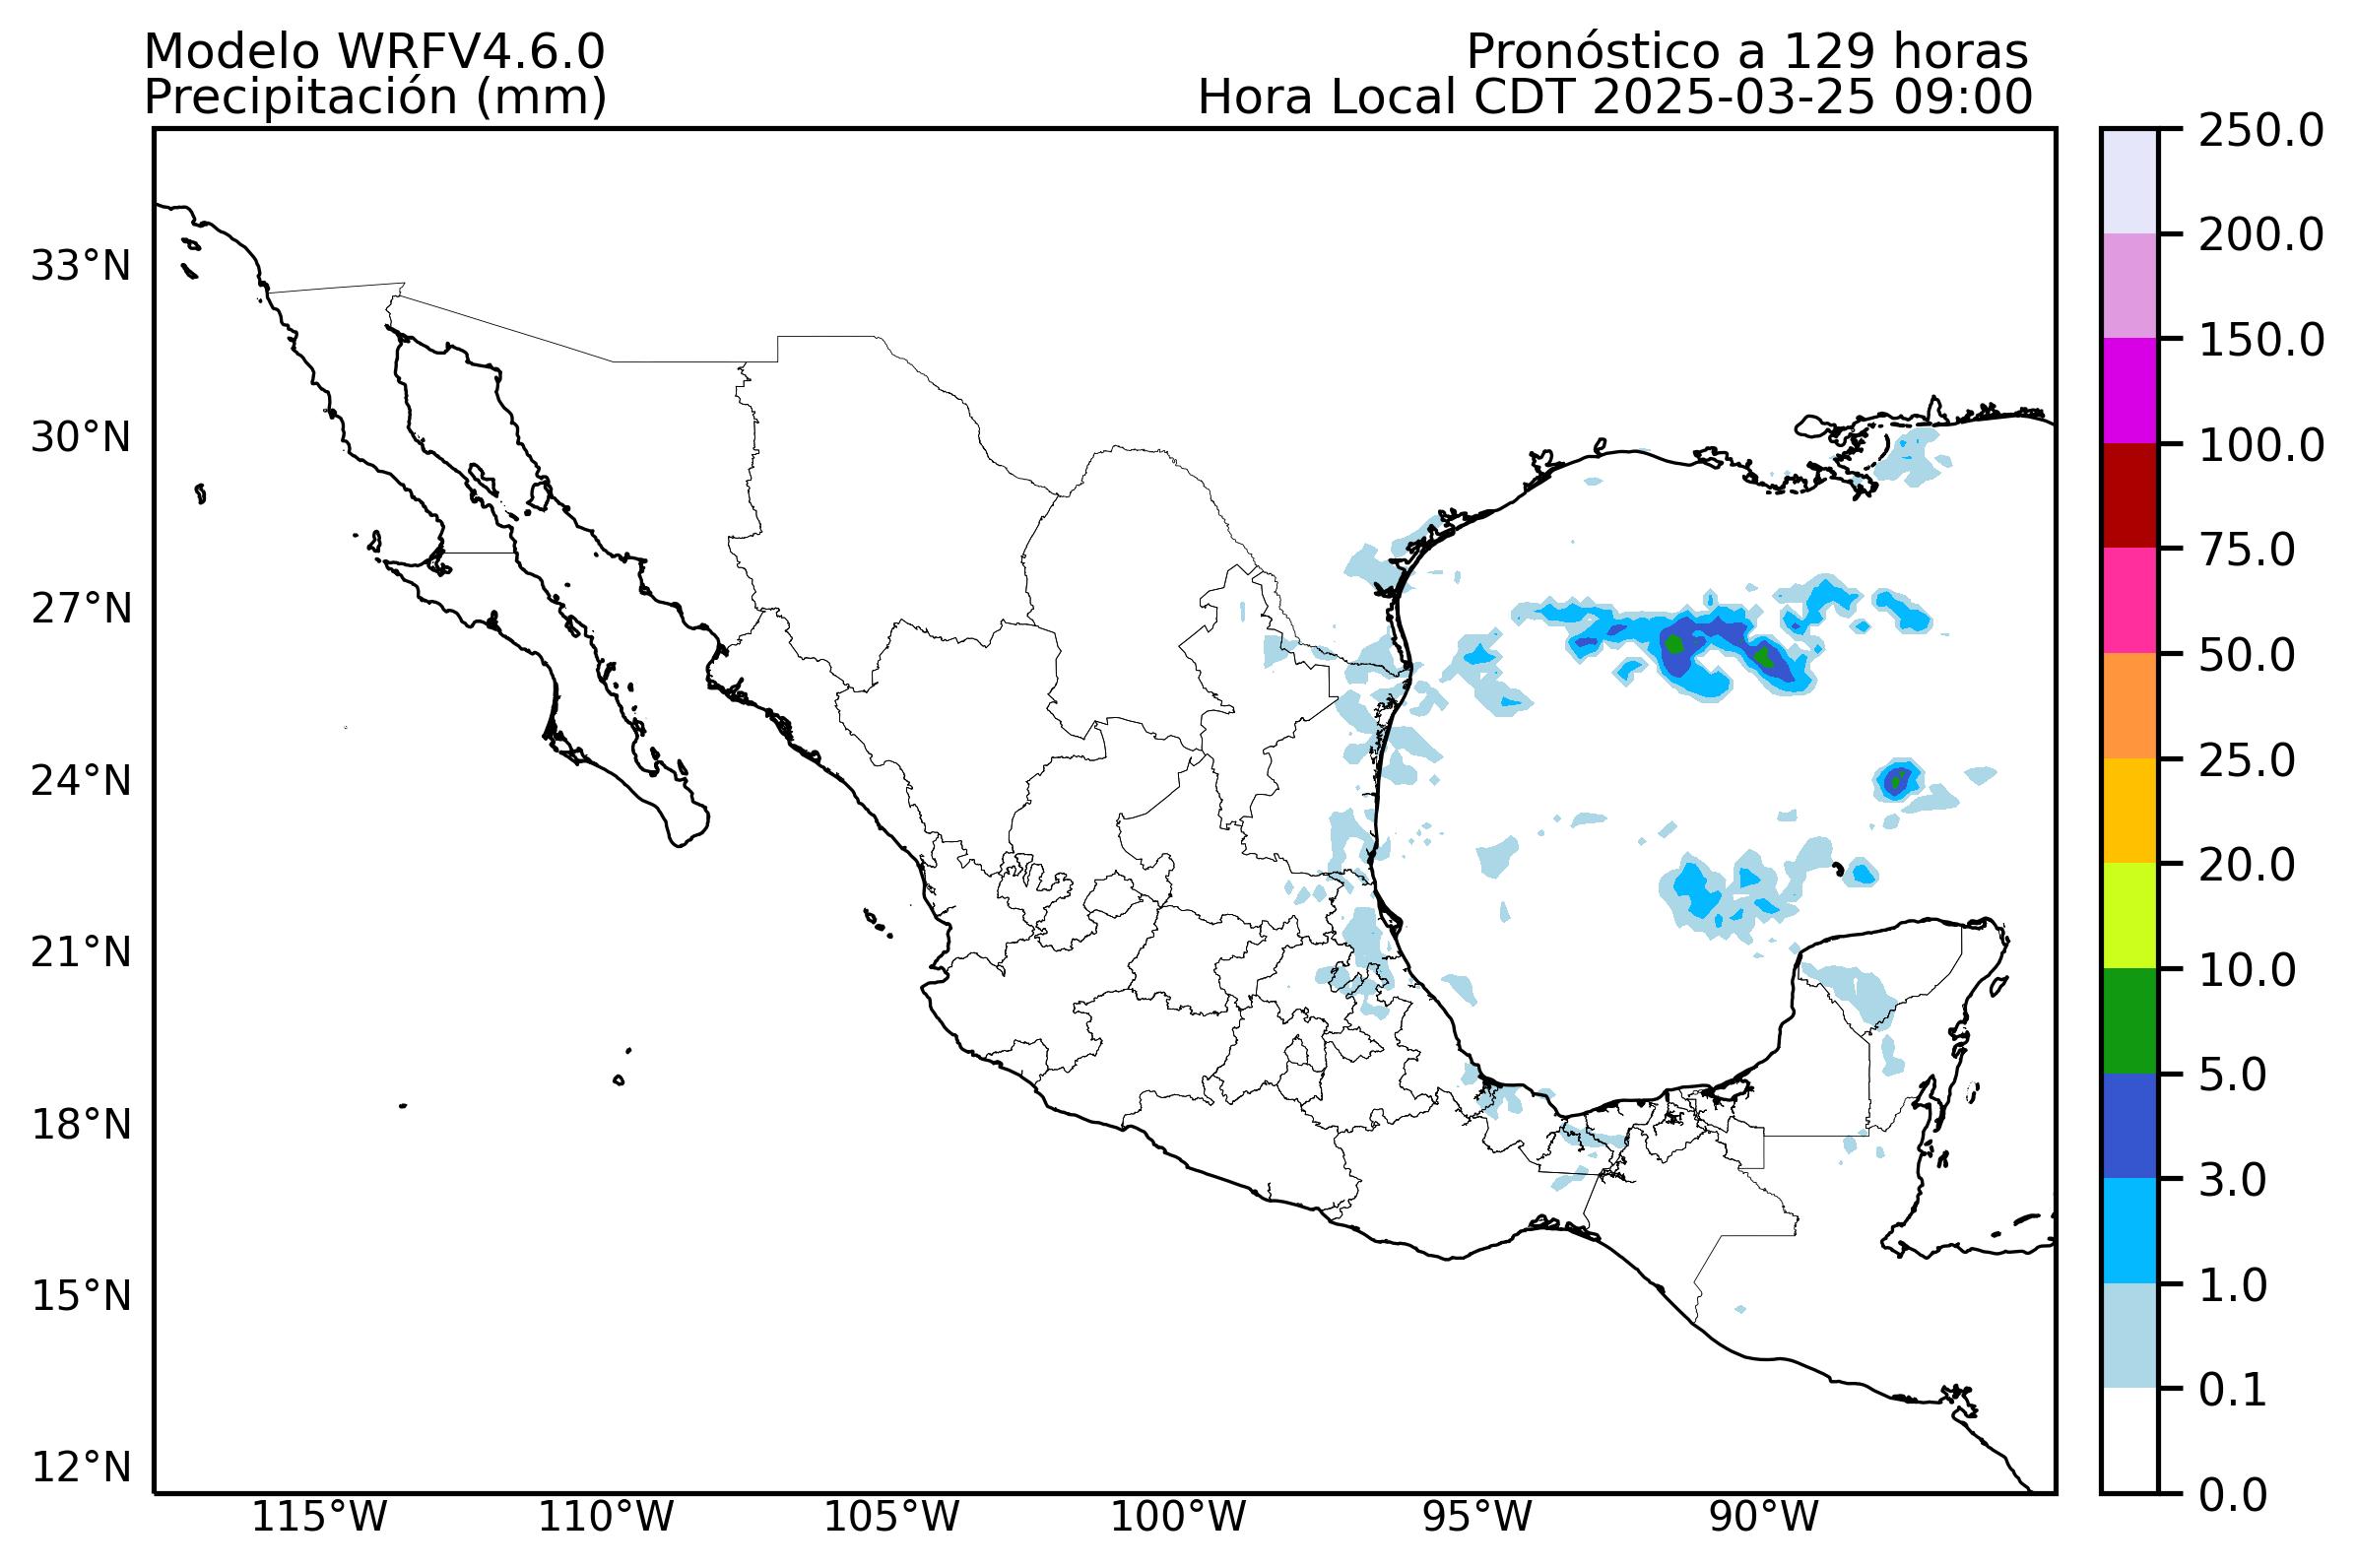 Modelo WRFV4.6.0
Pronóstico a 129 horas
Precipitación (mm)
Hora Local CDT 2025-03-25 09:00
33°N
30°N
27°N
24°N
21°N
18°N
15°N
12°N
115°W
110°W
105°W
100°W
95°W
90°W
250.0
200.0
150.0
100.0
75.0
50.0
25.0
20.0
10.0
5.0
3.0
1.0
0.1
0.0